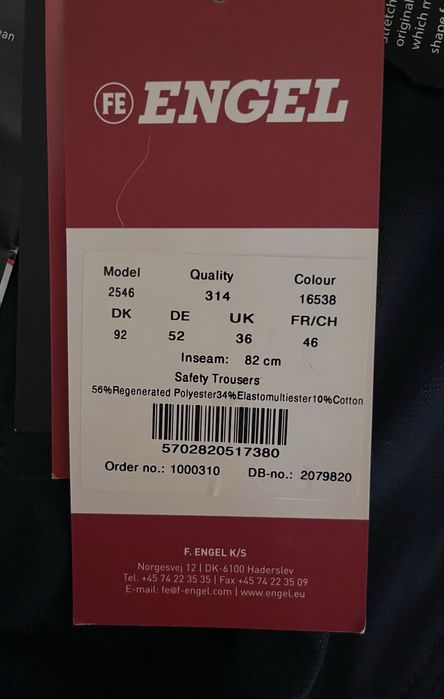 FE ENGEL
Model Quality Colour
2546 314 16538
DK DE UK FR/CH
92 52 36 46
Inseam: 82 cm
Safety Trousers
56%Regenerated Polyester34%Elastomultiester10%Cotton
5702820517380
Order no.: 1000310 DB-no.: 2079820
F. ENGEL K/S
Norgesvej 12 | DK-6100 Haderslev
Tel. +45 74 22 35 35 | Fax +45 74 22 35 09
E-mail: fe@f-engel.com | www.engel.eu
original
which
shape